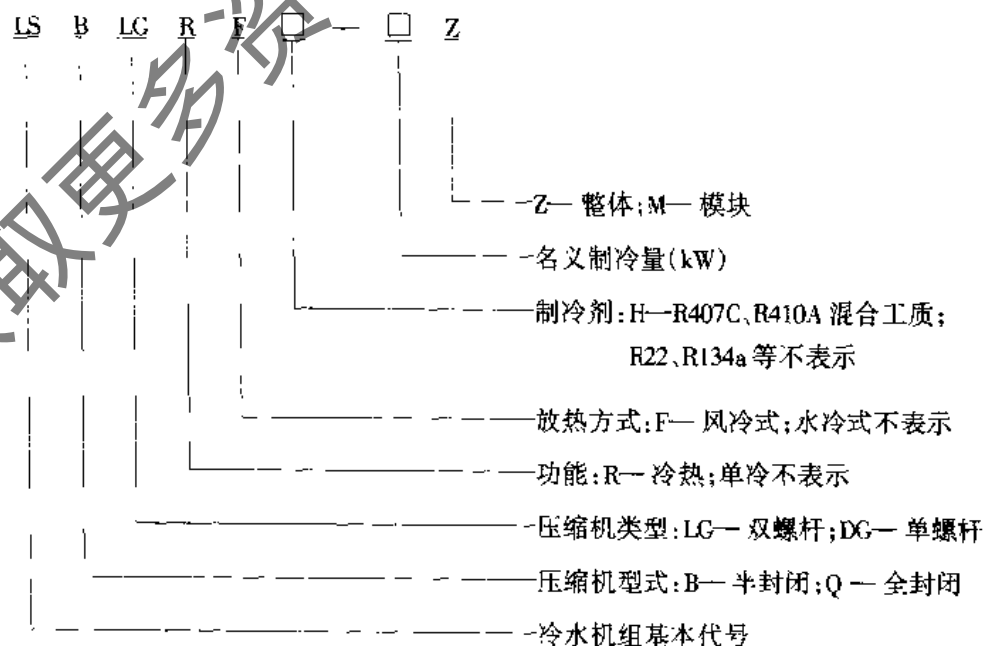 LS B LG R F □ — □ Z
取更多资
Z—整体;M—模块
名义制冷量(kW)
制冷剂:H—R407C、R410A 混合工质;
R22、R134a 等不表示
放热方式:F—风冷式;水冷式不表示
功能:R—冷热;单冷不表示
压缩机类型:LG—双螺杆;DG—单螺杆
压缩机型式:B—半封闭;Q—全封闭
冷水机组基本代号